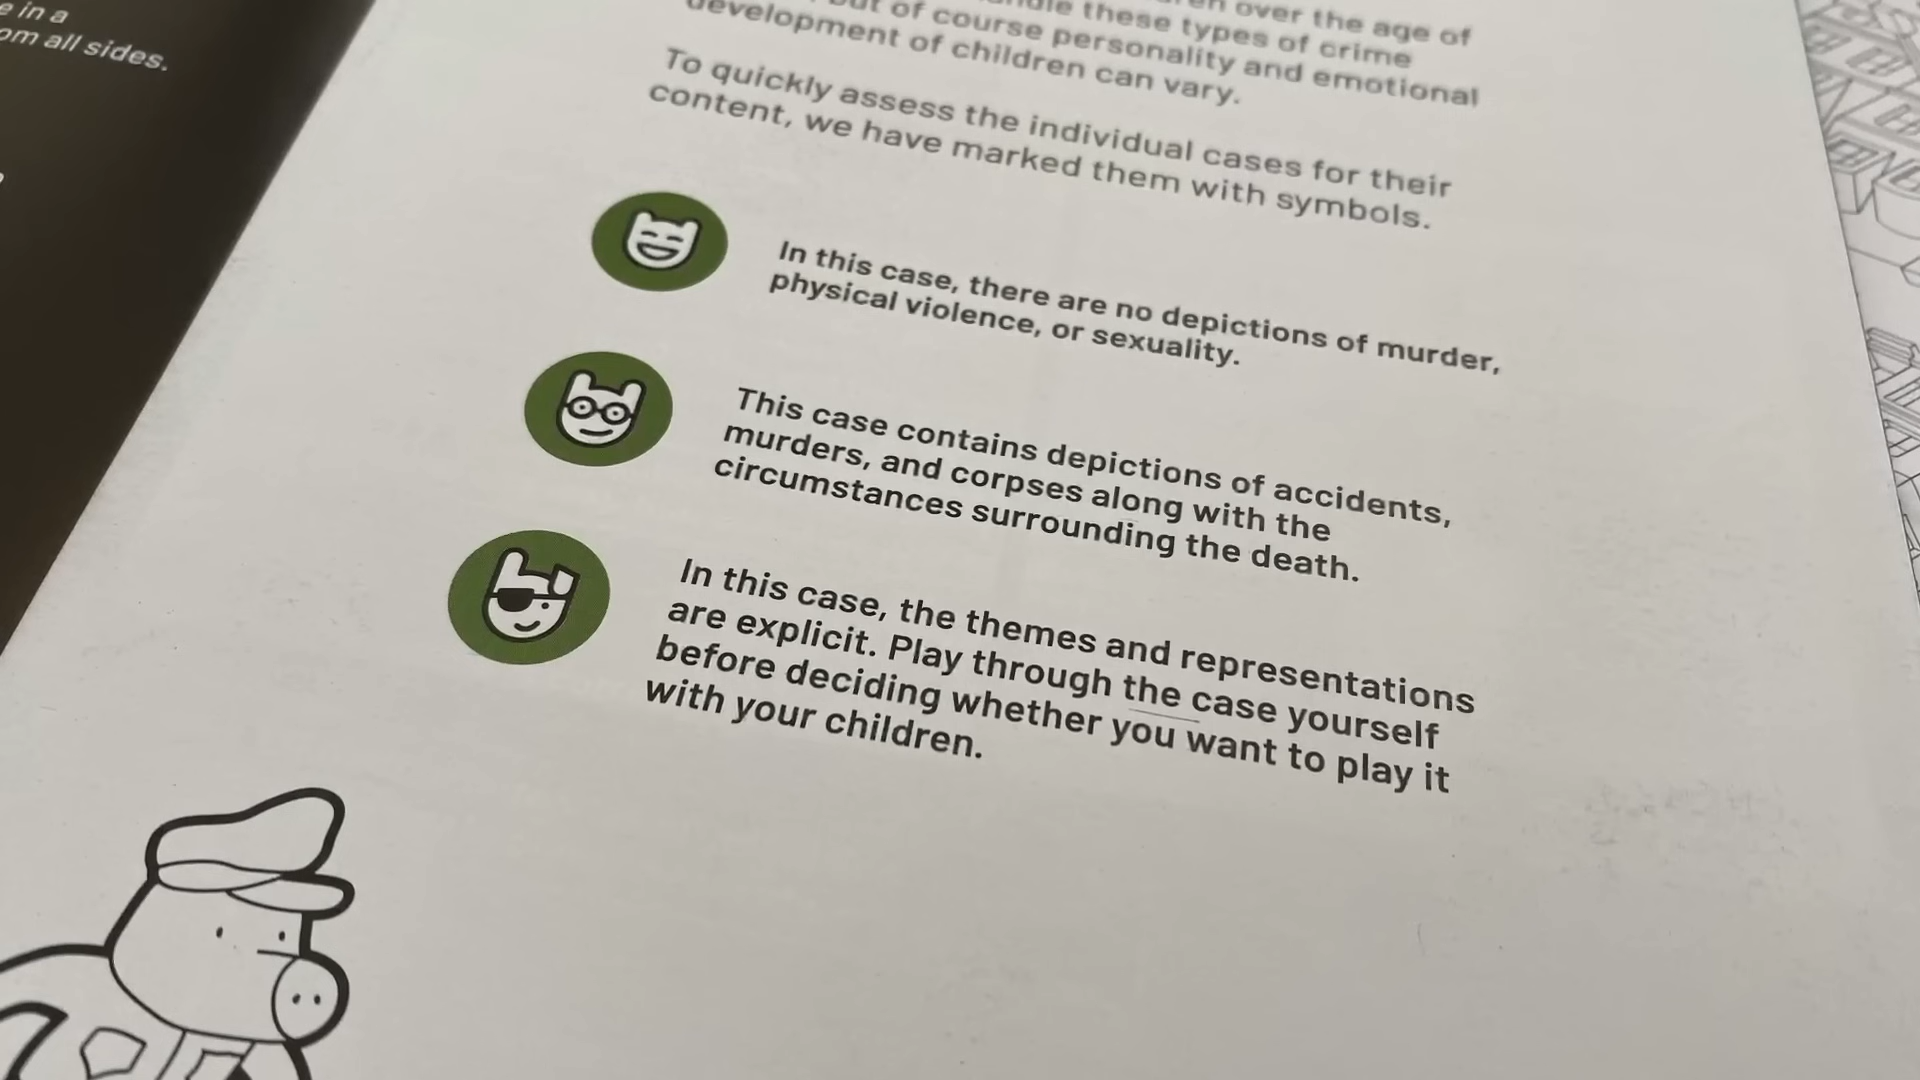 e in a
om all sides.
over the age of
these types of crime
but of course personality and emotional
development of children can vary.
To quickly assess the individual cases for their
content, we have marked them with symbols.
In this case, there are no depictions of murder,
physical violence, or sexuality.
This case contains depictions of accidents,
murders, and corpses along with the
circumstances surrounding the death.
In this case, the themes and representations
are explicit. Play through the case yourself
before deciding whether you want to play it
with your children.